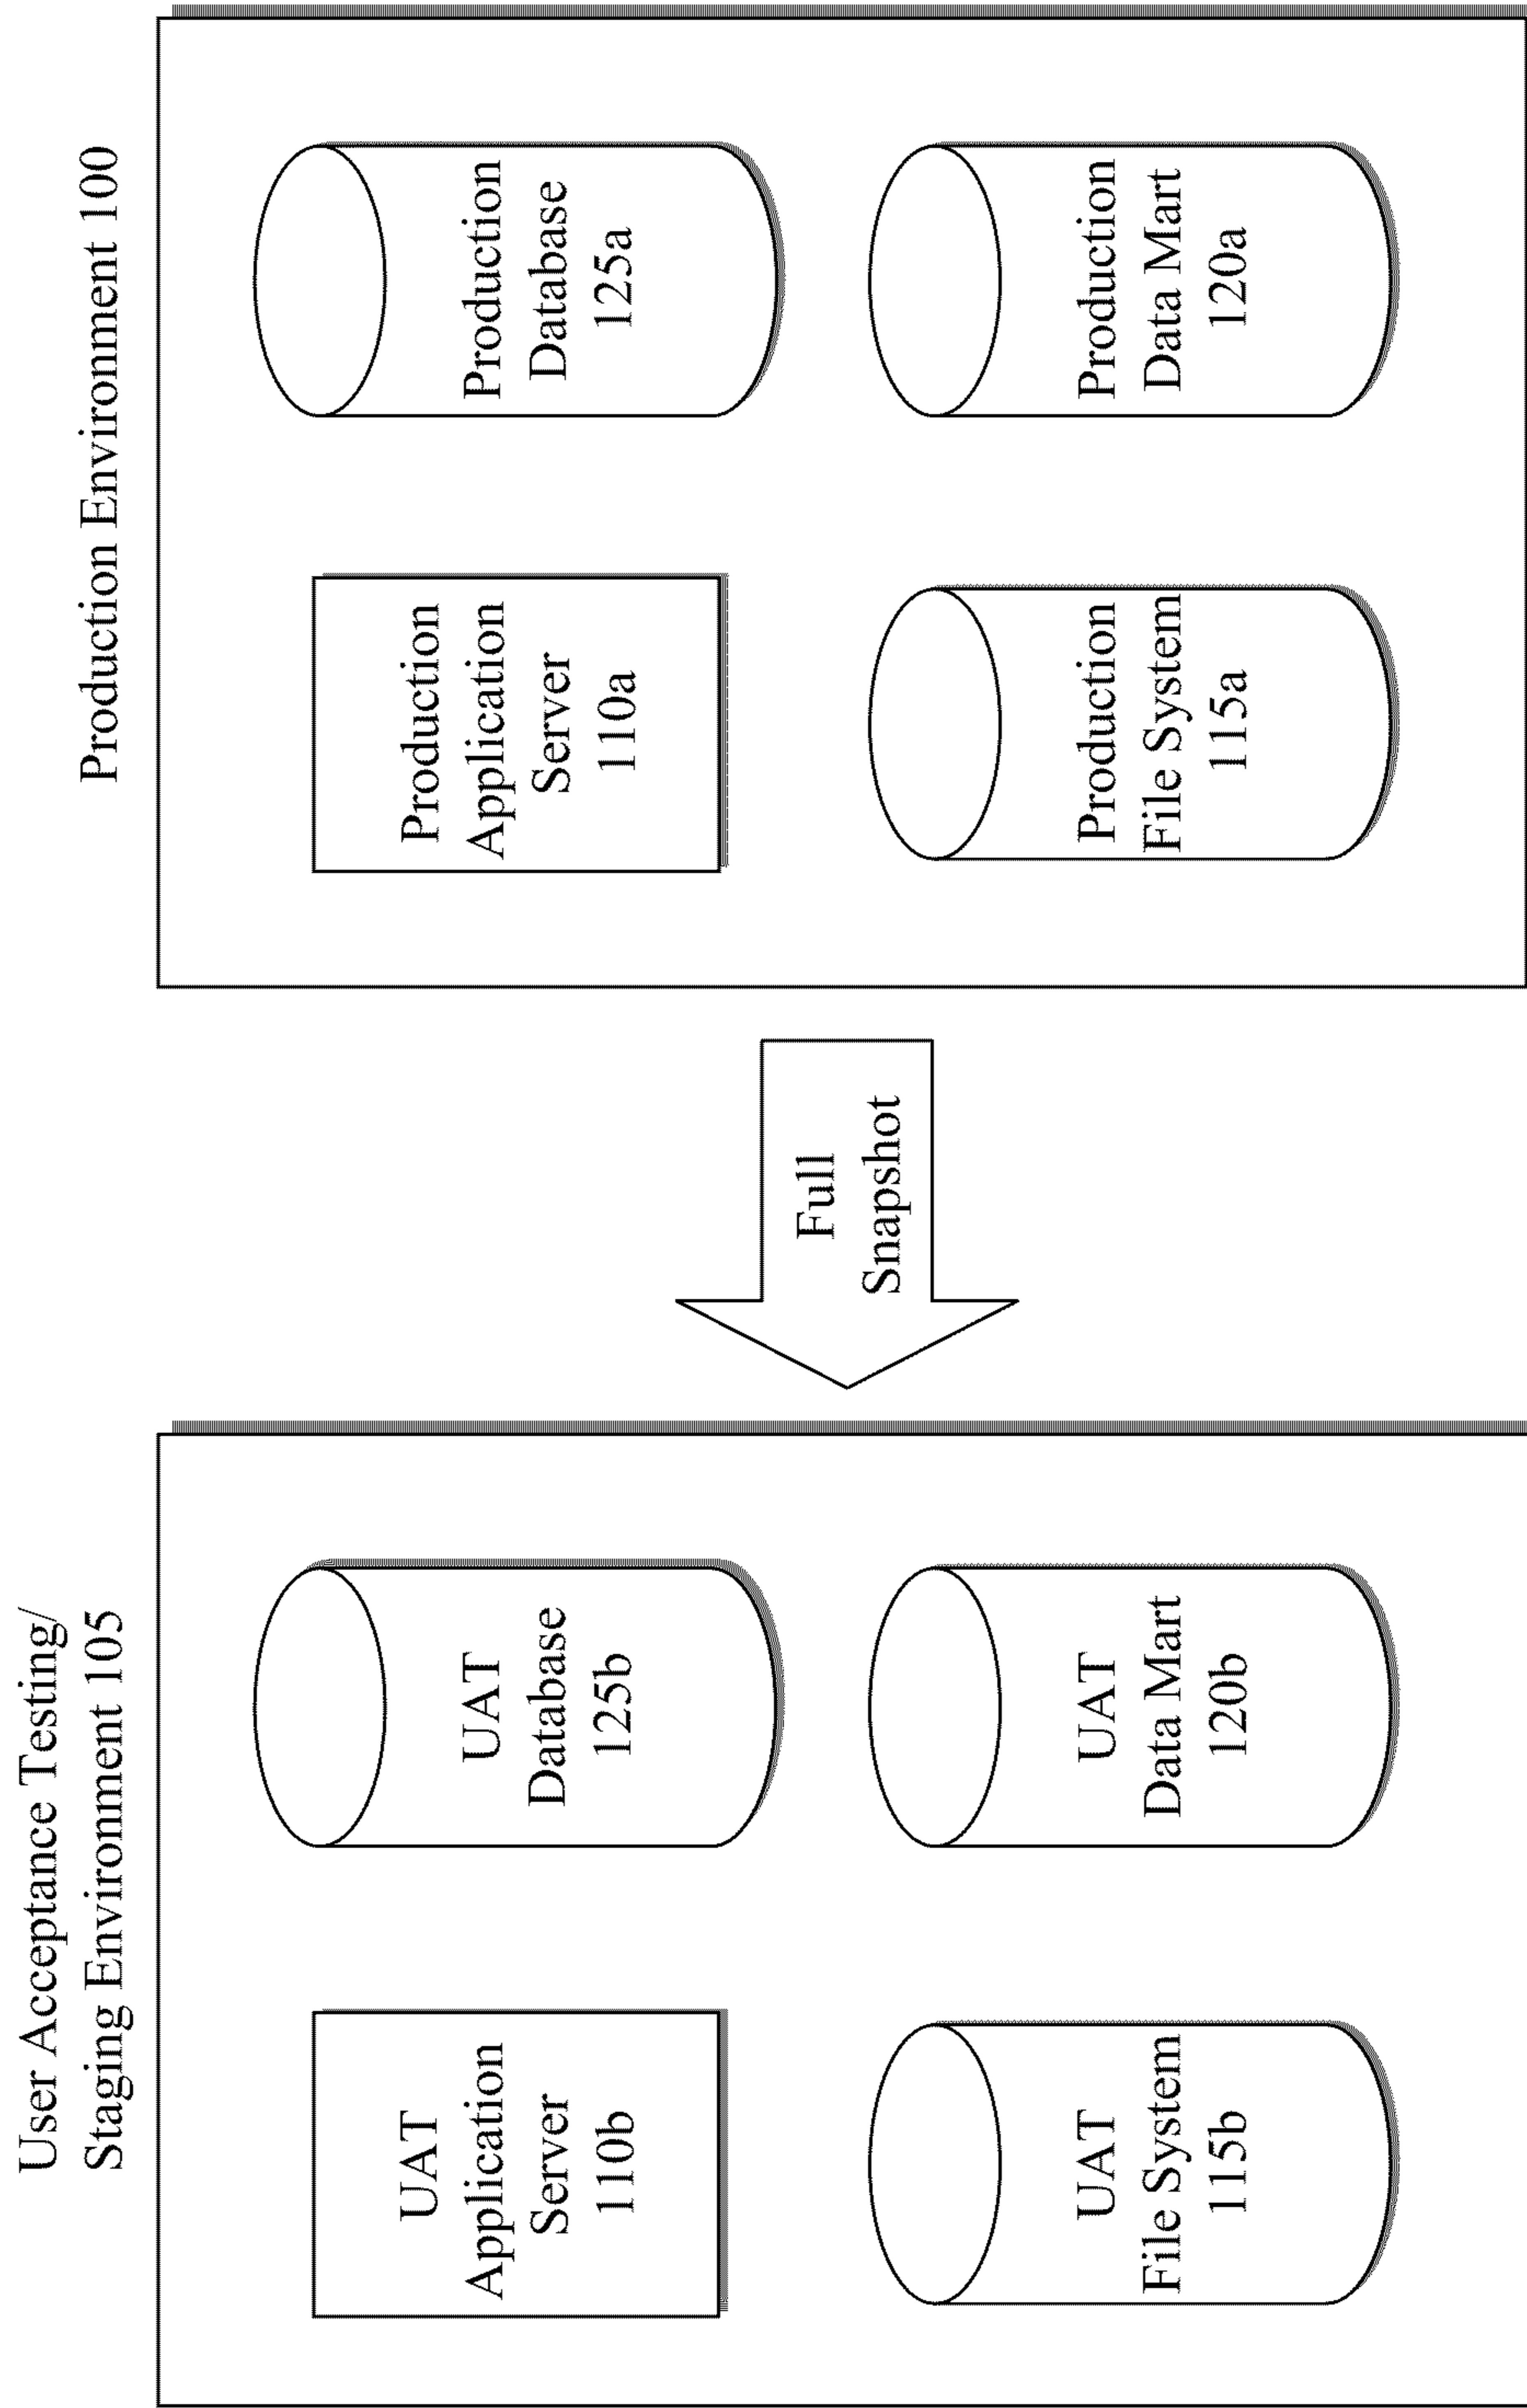 User Acceptance Testing/
Staging Environment 105
UAT
Application
Server
110b
UAT
Database
125b
UAT
File System
115b
UAT
Data Mart
120b
Full
Snapshot
Production Environment 100
Production
Application
Server
110a
Production
Database
125a
Production
File System
115a
Production
Data Mart
120a